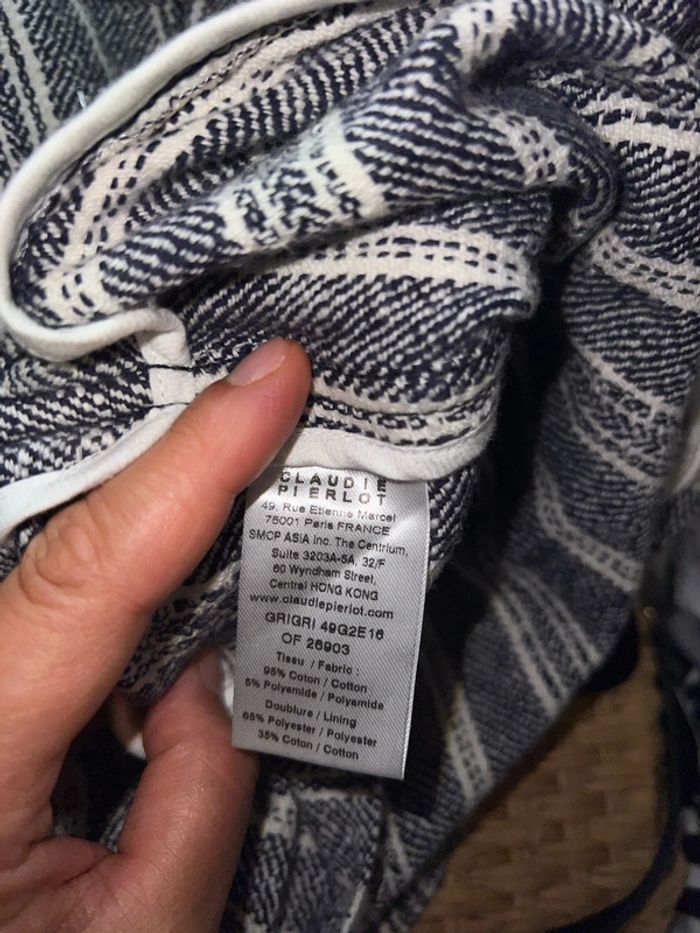 CLAUDIE
PIERLOT
49, Rue Etienne Marcel
75001 Paris FRANCE
SMCP ASIA Inc. The Centrium,
Suite 3203A-5A, 32/F
60 Wyndham Street,
Central HONG KONG
www.claudiepierlot.com
GRIGRI 49G2E16
OF 26903
Tissu / Fabric :
95% Coton / Cotton
5% Polyamide / Polyamide
Doublure / Lining
65% Polyester / Polyester
35% Coton / Cotton